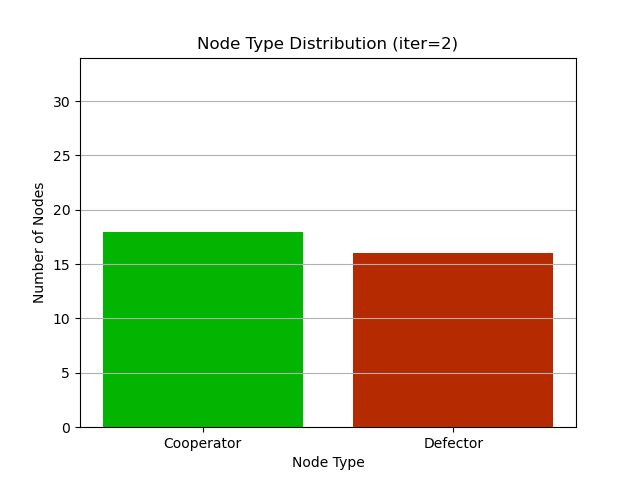 Node Type Distribution (iter=2)
30
25
20
15
10
5
0
Number of Nodes
Cooperator
Defector
Node Type